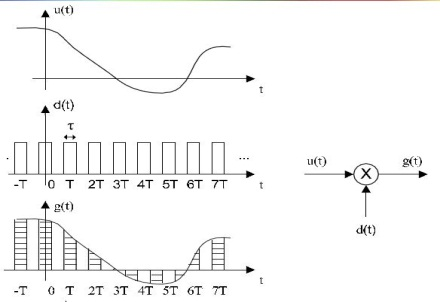 u(t)
t
d(t)
τ
...
-T 0 T 2T 3T 4T 5T 6T 7T t
g(t)
-T 0 T 2T 3T 4T 5T 6T 7T t
u(t) X g(t)
d(t)